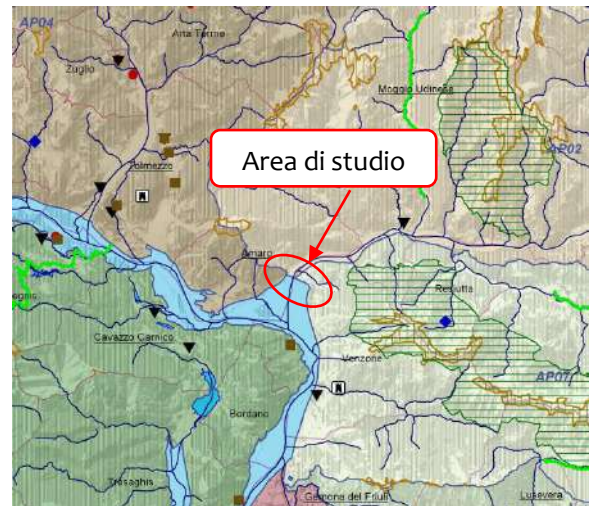 AP04
Arta Terme
Zuglio
Moggio Udinese
AP02
Tolmezzo
Area di studio
Amaro
Resiutta
Cavazzo Carnico
Venzone
AP07
Bordano
Trasaghis
Gemona del Friuli
Lusevera